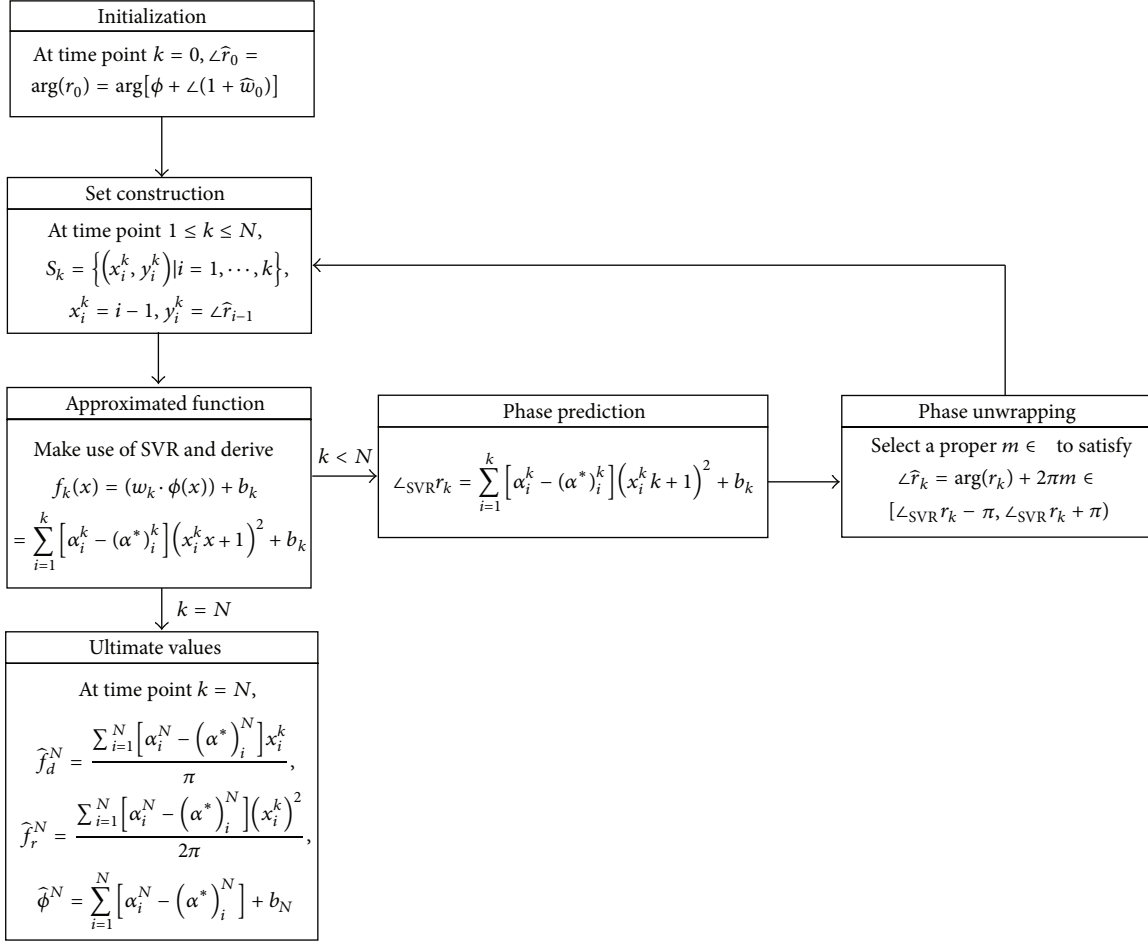 Initialization
At time point k = 0, ∠r̂₀ =
arg(r₀) = arg[ϕ + ∠(1 + ŵ₀)]
Set construction
At time point 1 ≤ k ≤ N,
S_k = {(x_i^k, y_i^k)|i = 1, ⋯, k},
x_i^k = i − 1, y_i^k = ∠r̂_{i−1}
Approximated function
Make use of SVR and derive
f_k(x) = (w_k · ϕ(x)) + b_k
= ∑_{i=1}^{k} [α_i^k − (α*)_i^k](x_i^k x + 1)² + b_k
k < N
Phase prediction
∠_SVR r_k = ∑_{i=1}^{k} [α_i^k − (α*)_i^k](x_i^k k + 1)² + b_k
Phase unwrapping
Select a proper m ∈ to satisfy
∠r̂_k = arg(r_k) + 2πm ∈
[∠_SVR r_k − π, ∠_SVR r_k + π)
k = N
Ultimate values
At time point k = N,
f̂_d^N = ∑_{i=1}^{N} [α_i^N − (α*)_i^N] x_i^k / π,
f̂_r^N = ∑_{i=1}^{N} [α_i^N − (α*)_i^N](x_i^k)² / 2π,
ϕ̂^N = ∑_{i=1}^{N} [α_i^N − (α*)_i^N] + b_N